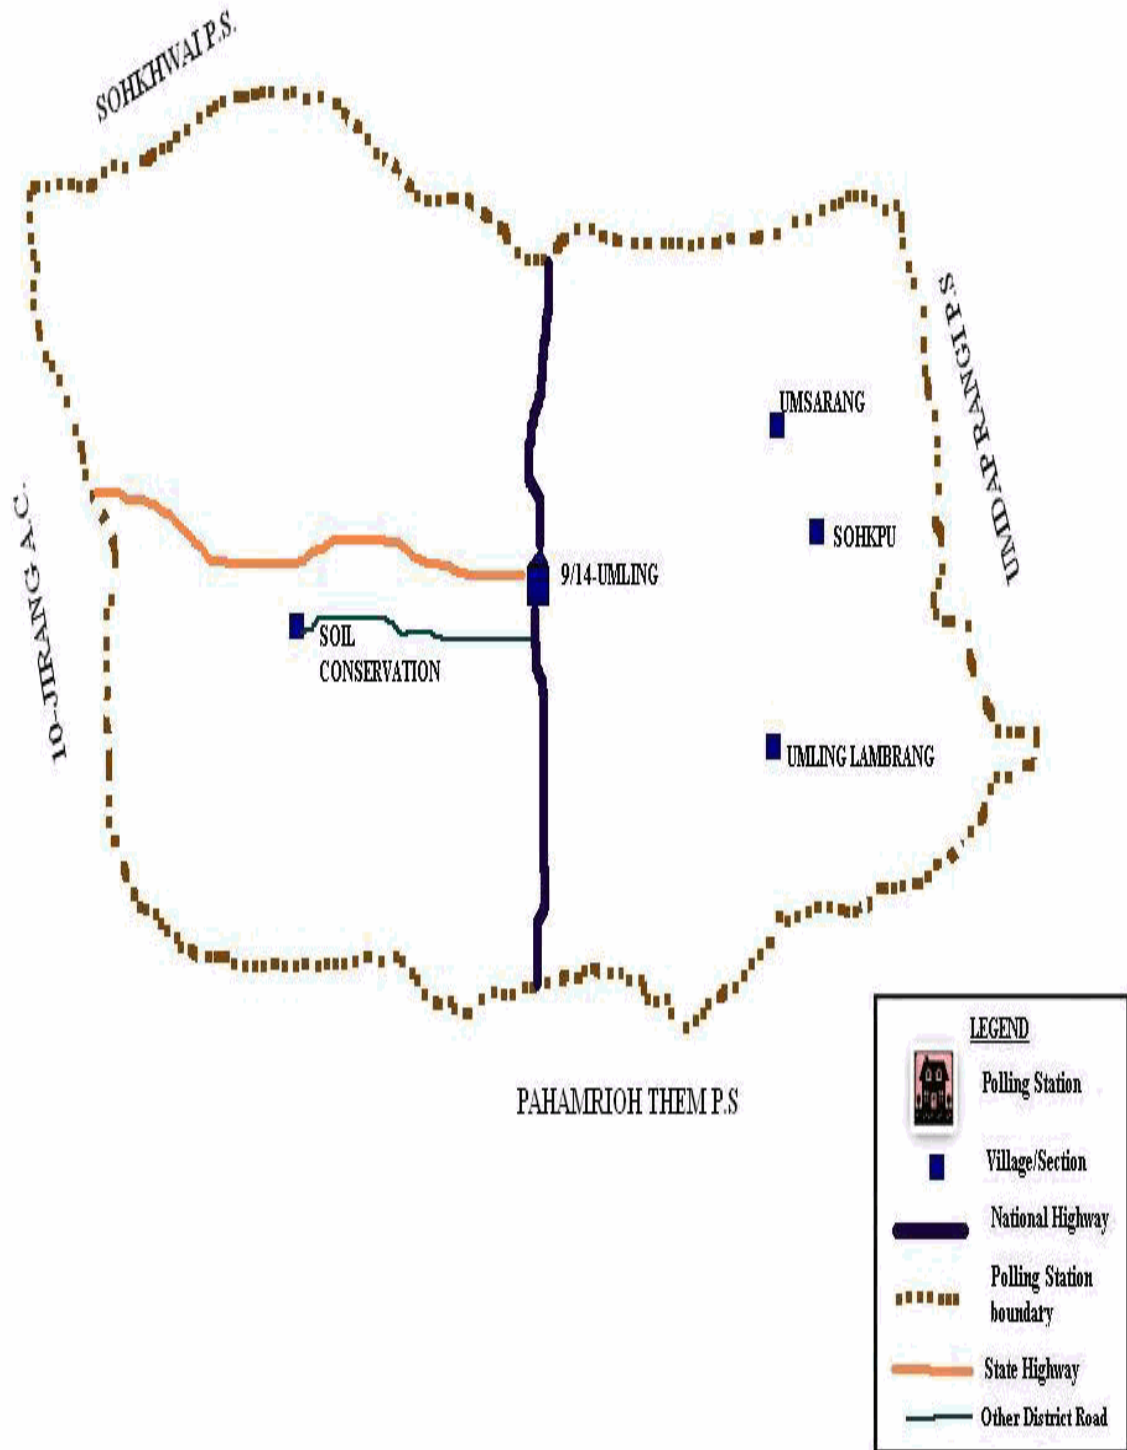 SOHKHWAI P.S.
UMDAP RANGI P.S
UMSARANG
SOHKPU
10-JIRANG A.C.
9/14-UMLING
SOIL
CONSERVATION
UMLING LAMBRANG
PAHAMRIOH THEM P.S
LEGEND
Polling Station
Village/Section
National Highway
Polling Station
boundary
State Highway
Other District Road